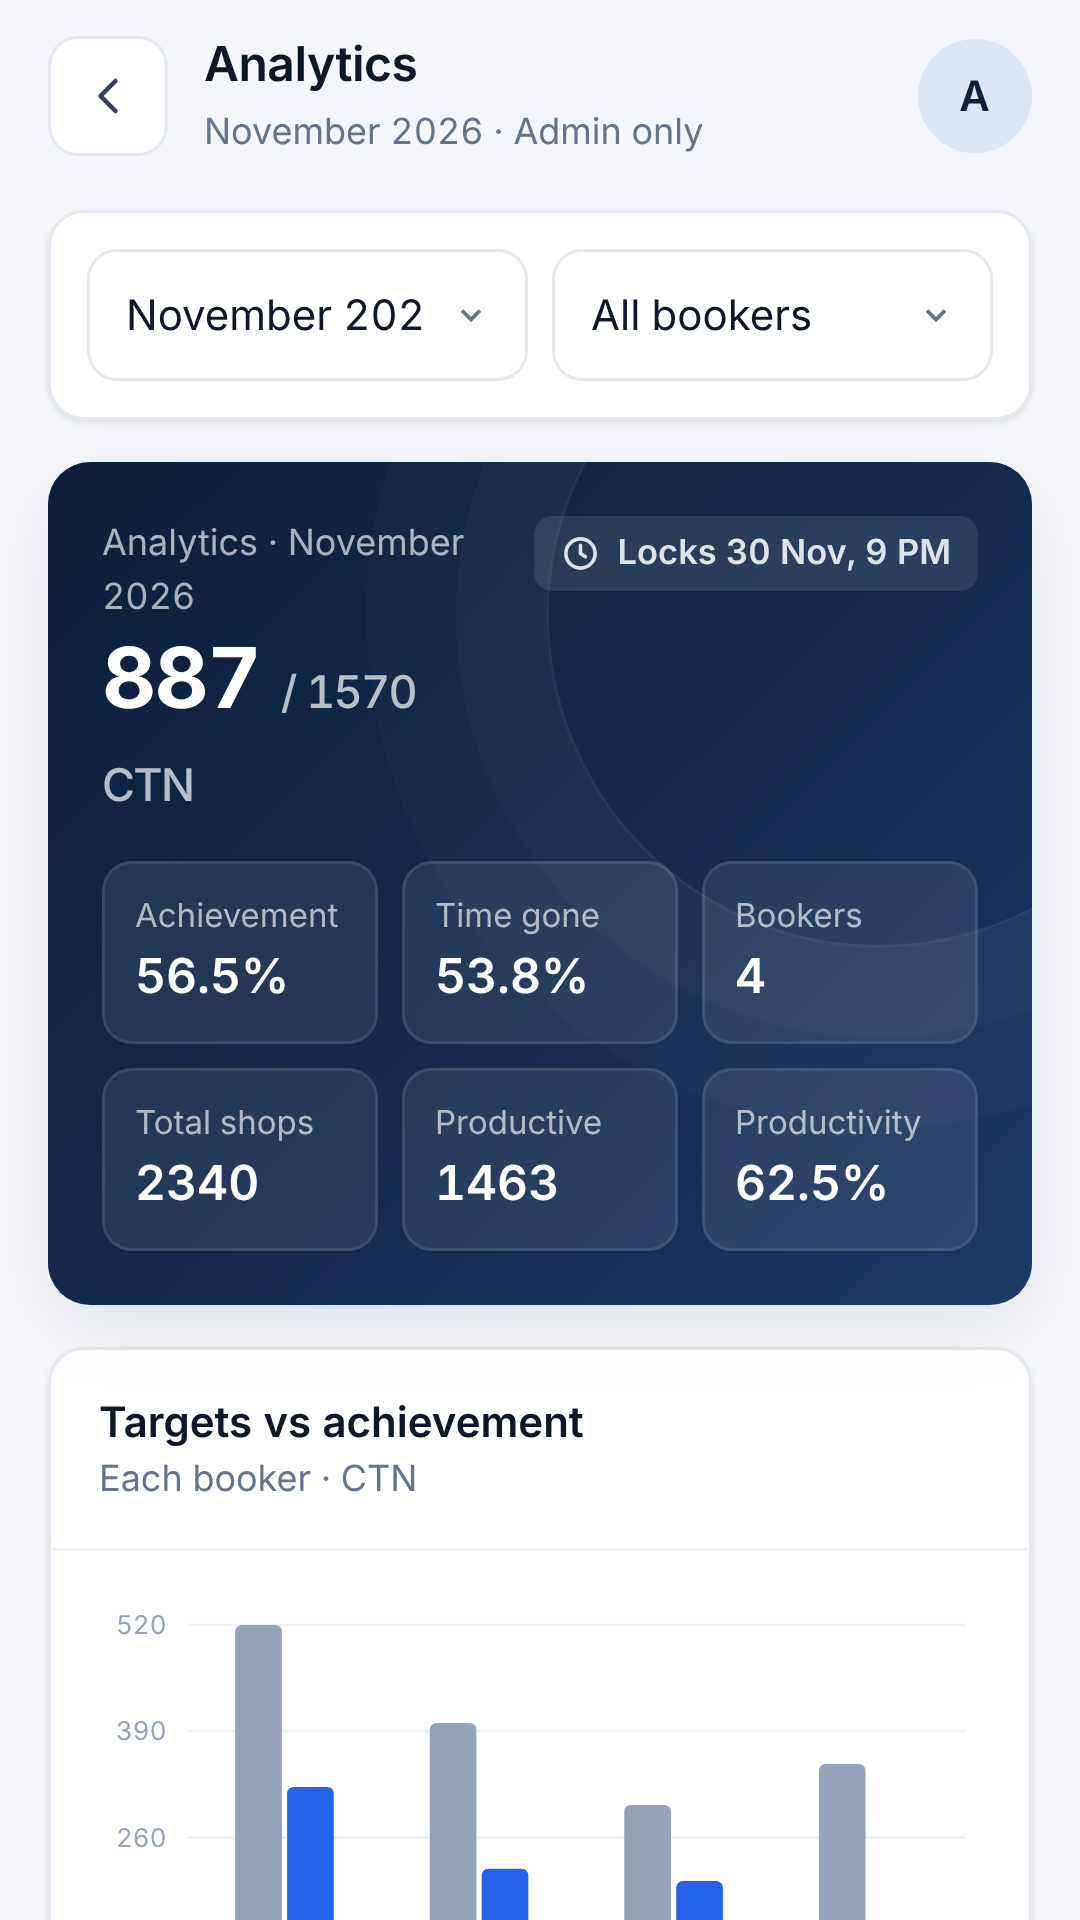 Analytics
November 2026 · Admin only
A
November 202
All bookers
Analytics · November
2026
Locks 30 Nov, 9 PM
887 / 1570
CTN
Achievement
56.5%
Time gone
53.8%
Bookers
4
Total shops
2340
Productive
1463
Productivity
62.5%
Targets vs achievement
Each booker · CTN
520
390
260